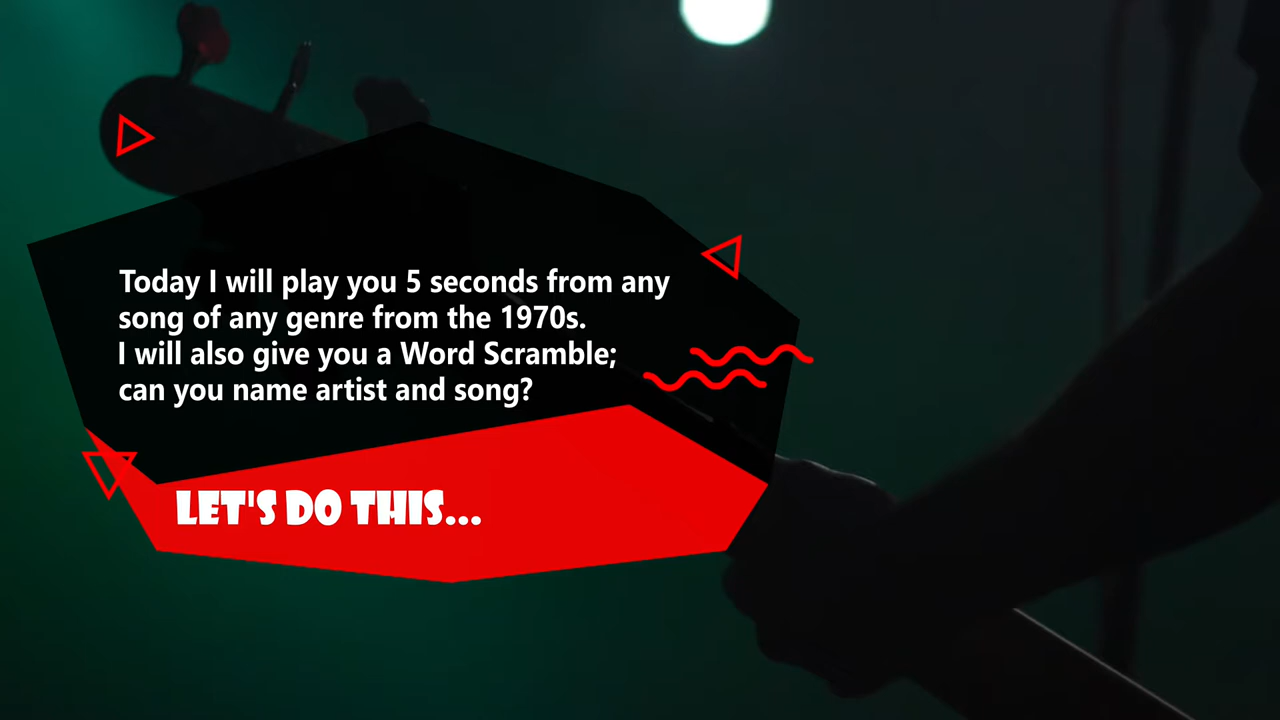 Today I will play you 5 seconds from any
song of any genre from the 1970s.
I will also give you a Word Scramble;
can you name artist and song?
LET'S DO THIS...